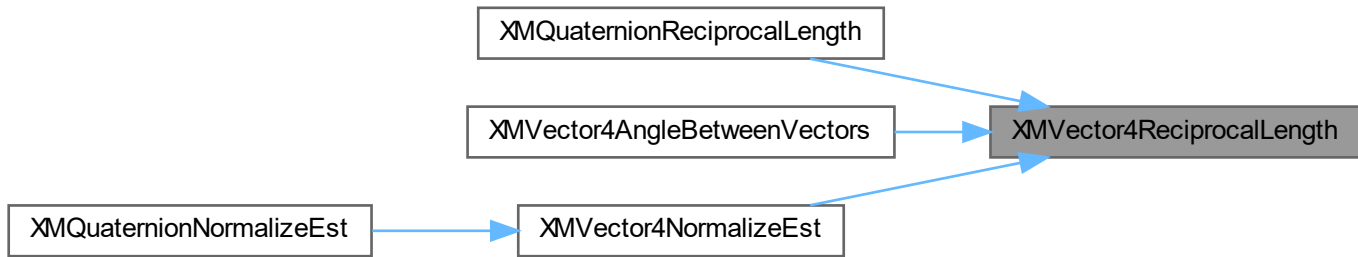 XMQuaternionReciprocalLength
XMVector4AngleBetweenVectors
XMVector4ReciprocalLength
XMQuaternionNormalizeEst
XMVector4NormalizeEst